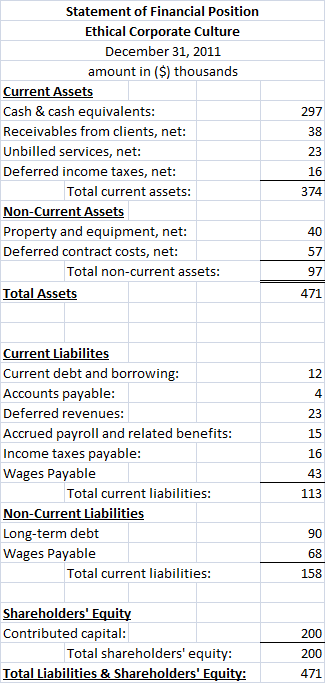 Statement of Financial Position
Ethical Corporate Culture
December 31, 2011
amount in ($) thousands
Current Assets
Cash & cash equivalents: 297
Receivables from clients, net: 38
Unbilled services, net: 23
Deferred income taxes, net: 16
Total current assets: 374
Non-Current Assets
Property and equipment, net: 40
Deferred contract costs, net: 57
Total non-current assets: 97
Total Assets 471
Current Liabilites
Current debt and borrowing: 12
Accounts payable: 4
Deferred revenues: 23
Accrued payroll and related benefits: 15
Income taxes payable: 16
Wages Payable 43
Total current liabilities: 113
Non-Current Liabilities
Long-term debt 90
Wages Payable 68
Total current liabilities: 158
Shareholders' Equity
Contributed capital: 200
Total shareholders' equity: 200
Total Liabilities & Shareholders' Equity: 471